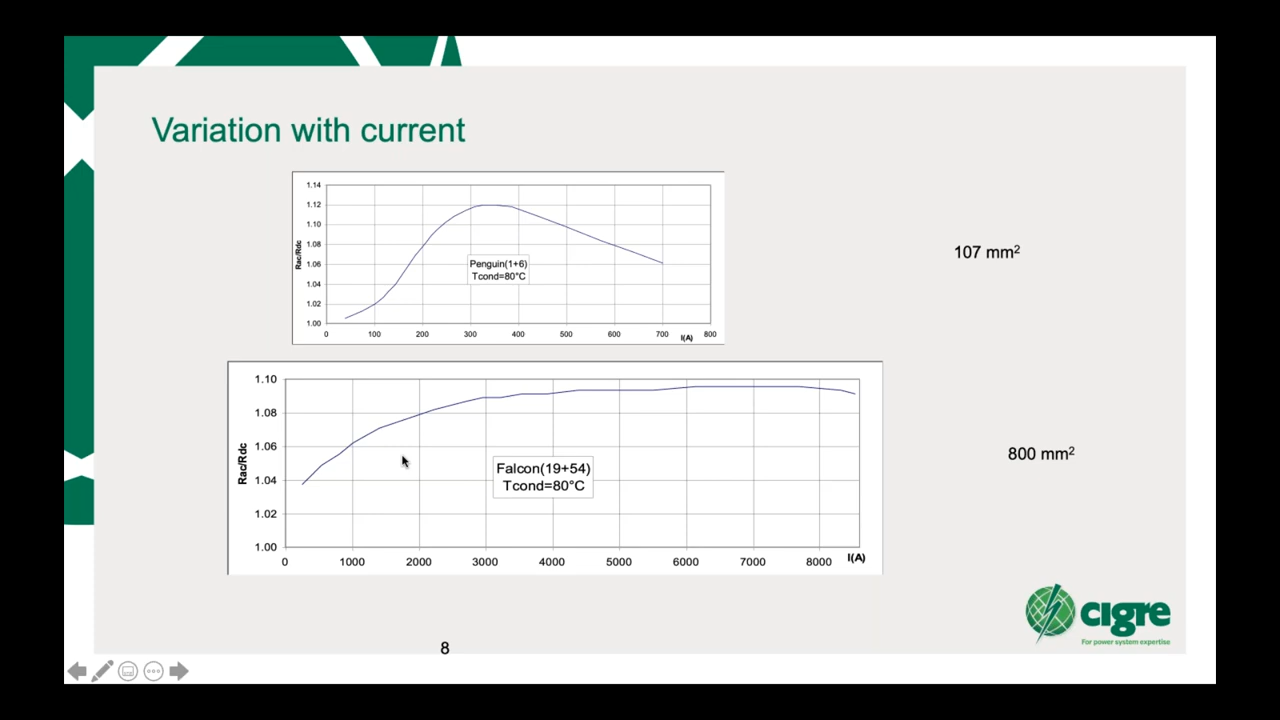 Variation with current
1.14
1.12
1.10
1.08
1.06
1.04
1.02
1.00
Rac/Rdc
Penguin(1+6)
Tcond=80°C
0 100 200 300 400 500 600 700 800
I(A)
107 mm²
1.10
1.08
1.06
1.04
1.02
1.00
Rac/Rdc
Falcon(19+54)
Tcond=80°C
0 1000 2000 3000 4000 5000 6000 7000 8000
I(A)
800 mm²
cigre
For power system expertise
8